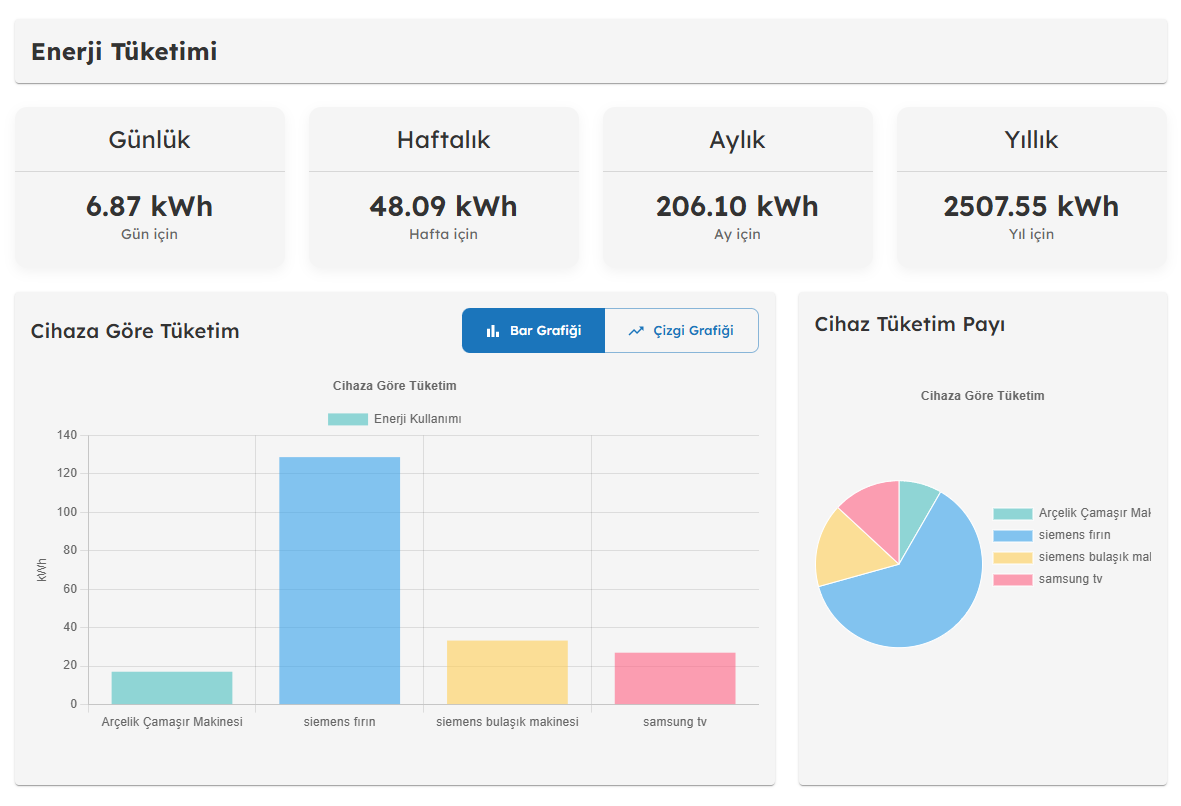 Enerji Tüketimi
Günlük
6.87 kWh
Gün için
Haftalık
48.09 kWh
Hafta için
Aylık
206.10 kWh
Ay için
Yıllık
2507.55 kWh
Yıl için
Cihaza Göre Tüketim
Bar Grafiği
Çizgi Grafiği
Cihaza Göre Tüketim
Enerji Kullanımı
kWh
140
120
100
80
60
40
20
0
Arçelik Çamaşır Makinesi
siemens fırın
siemens bulaşık makinesi
samsung tv
Cihaz Tüketim Payı
Cihaza Göre Tüketim
Arçelik Çamaşır Mak
siemens fırın
siemens bulaşık mal
samsung tv